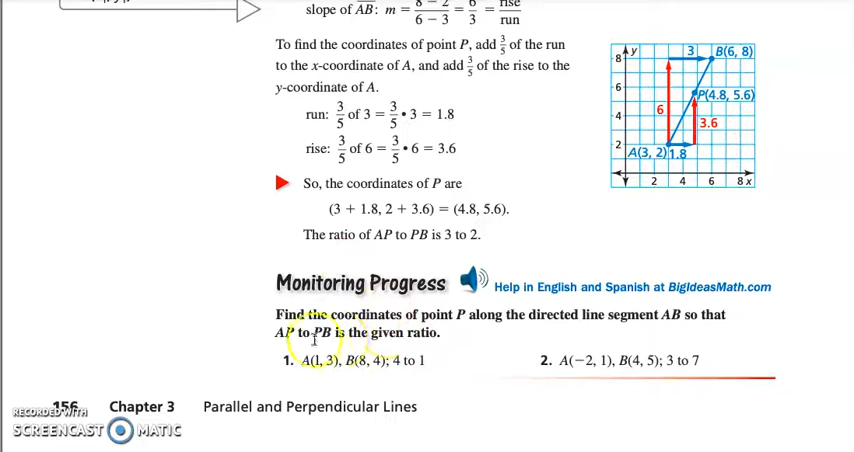 slope of AB: m = 8 − 2 / 6 − 3 = 6/3 = rise/run
To find the coordinates of point P, add 3/5 of the run
to the x-coordinate of A, and add 3/5 of the rise to the
y-coordinate of A.
run: 3/5 of 3 = 3/5 • 3 = 1.8
rise: 3/5 of 6 = 3/5 • 6 = 3.6
So, the coordinates of P are
(3 + 1.8, 2 + 3.6) = (4.8, 5.6).
The ratio of AP to PB is 3 to 2.
8 y 3 B(6, 8)
6 P(4.8, 5.6)
4 6 3.6
2 A(3, 2) 1.8
2 4 6 8 x
Monitoring Progress Help in English and Spanish at BigIdeasMath.com
Find the coordinates of point P along the directed line segment AB so that
AP to PB is the given ratio.
1. A(1, 3), B(8, 4); 4 to 1 2. A(−2, 1), B(4, 5); 3 to 7
156 Chapter 3 Parallel and Perpendicular Lines
RECORDED WITH
SCREENCAST MATIC